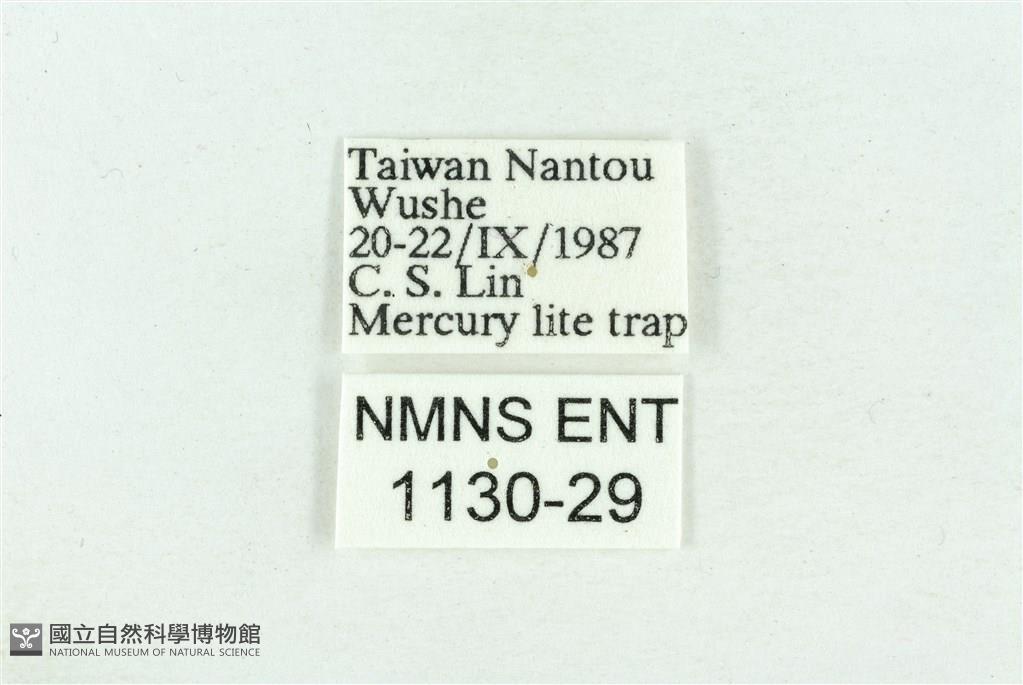 Taiwan Nantou
Wushe
20-22/IX/1987
C. S. Lin
Mercury lite trap
NMNS ENT
1130-29
國立自然科學博物館
NATIONAL MUSEUM OF NATURAL SCIENCE